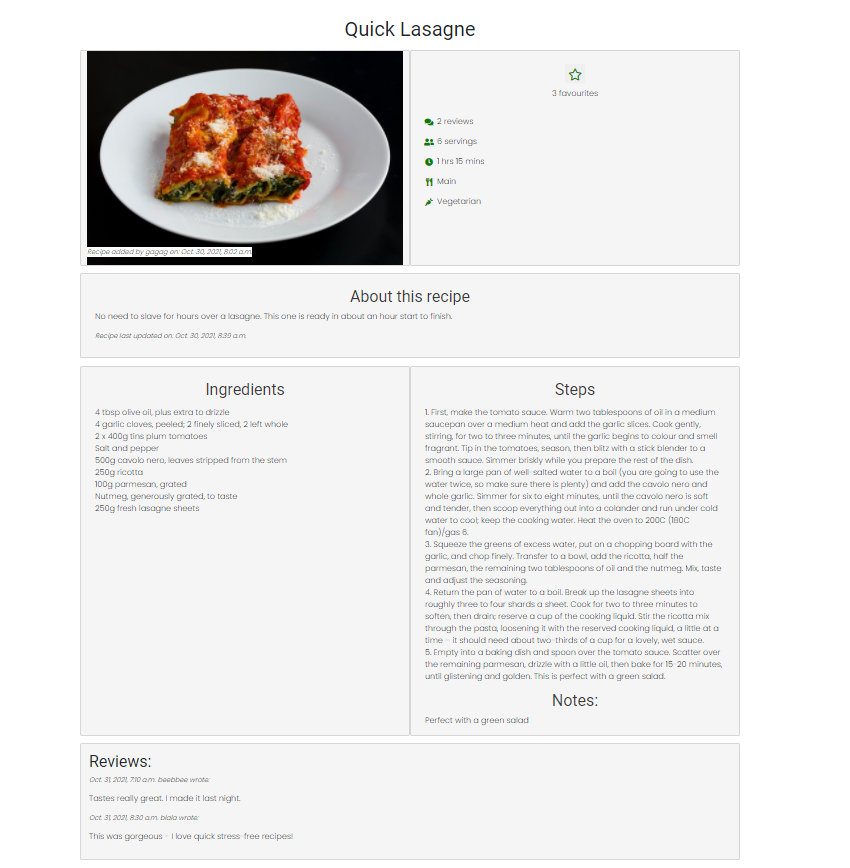 Quick Lasagne
Recipe added by gagag on: Oct. 30, 2021, 8:02 a.m.
3 favourites
2 reviews
6 servings
1 hrs 15 mins
Main
Vegetarian
About this recipe
No need to slave for hours over a lasagne. This one is ready in about an hour start to finish.
Recipe last updated on: Oct. 30, 2021, 8:39 a.m.
Ingredients
4 tbsp olive oil, plus extra to drizzle
4 garlic cloves, peeled; 2 finely sliced, 2 left whole
2 x 400g tins plum tomatoes
Salt and pepper
500g cavolo nero, leaves stripped from the stem
250g ricotta
100g parmesan, grated
Nutmeg, generously grated, to taste
250g fresh lasagne sheets
Steps
1. First, make the tomato sauce. Warm two tablespoons of oil in a medium
saucepan over a medium heat and add the garlic slices. Cook gently,
stirring, for two to three minutes, until the garlic begins to colour and smell
fragrant. Tip in the tomatoes, season, then blitz with a stick blender to a
smooth sauce. Simmer briskly while you prepare the rest of the dish.
2. Bring a large pan of well-salted water to a boil (you are going to use the
water twice, so make sure there is plenty) and add the cavolo nero and
whole garlic. Simmer for six to eight minutes, until the cavolo nero is soft
and tender, then scoop everything out into a colander and run under cold
water to cool; keep the cooking water. Heat the oven to 200C (180C
fan)/gas 6.
3. Squeeze the greens of excess water, put on a chopping board with the
garlic, and chop finely. Transfer to a bowl, add the ricotta, half the
parmesan, the remaining two tablespoons of oil and the nutmeg. Mix, taste
and adjust the seasoning.
4. Return the pan of water to a boil. Break up the lasagne sheets into
roughly three to four shards a sheet. Cook for two to three minutes to
soften, then drain; reserve a cup of the cooking liquid. Stir the ricotta mix
through the pasta, loosening it with the reserved cooking liquid, a little at a
time – it should need about two-thirds of a cup for a lovely, wet sauce.
5. Empty into a baking dish and spoon over the tomato sauce. Scatter over
the remaining parmesan, drizzle with a little oil, then bake for 15-20 minutes,
until glistening and golden. This is perfect with a green salad.
Notes:
Perfect with a green salad
Reviews:
Oct. 31, 2021, 7:10 a.m. beebbee wrote:
Tastes really great. I made it last night.
Oct. 31, 2021, 8:30 a.m. blala wrote:
This was gorgeous - I love quick stress-free recipes!